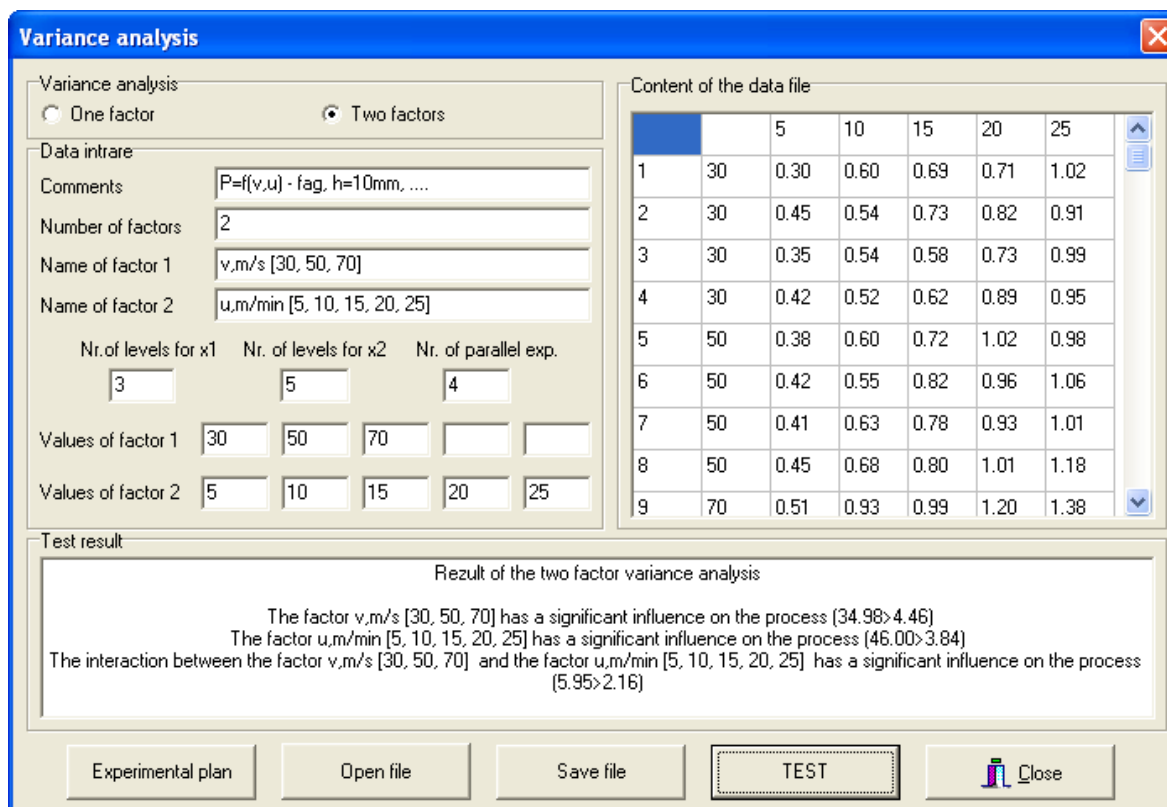 Variance analysis
Variance analysis
One factor
Two factors
Data intrare
Comments
P=f(v,u) - fag, h=10mm, ....
Number of factors
2
Name of factor 1
v,m/s [30, 50, 70]
Name of factor 2
u,m/min [5, 10, 15, 20, 25]
Nr.of levels for x1 Nr. of levels for x2 Nr. of parallel exp.
3 5 4
Values of factor 1 30 50 70
Values of factor 2 5 10 15 20 25
Content of the data file
5 10 15 20 25
1 30 0.30 0.60 0.69 0.71 1.02
2 30 0.45 0.54 0.73 0.82 0.91
3 30 0.35 0.54 0.58 0.73 0.99
4 30 0.42 0.52 0.62 0.89 0.95
5 50 0.38 0.60 0.72 1.02 0.98
6 50 0.42 0.55 0.82 0.96 1.06
7 50 0.41 0.63 0.78 0.93 1.01
8 50 0.45 0.68 0.80 1.01 1.18
9 70 0.51 0.93 0.99 1.20 1.38
Test result
Rezult of the two factor variance analysis
The factor v,m/s [30, 50, 70] has a significant influence on the process (34.98>4.46)
The factor u,m/min [5, 10, 15, 20, 25] has a significant influence on the process (46.00>3.84)
The interaction between the factor v,m/s [30, 50, 70] and the factor u,m/min [5, 10, 15, 20, 25] has a significant influence on the process
(5.95>2.16)
Experimental plan Open file Save file TEST Close